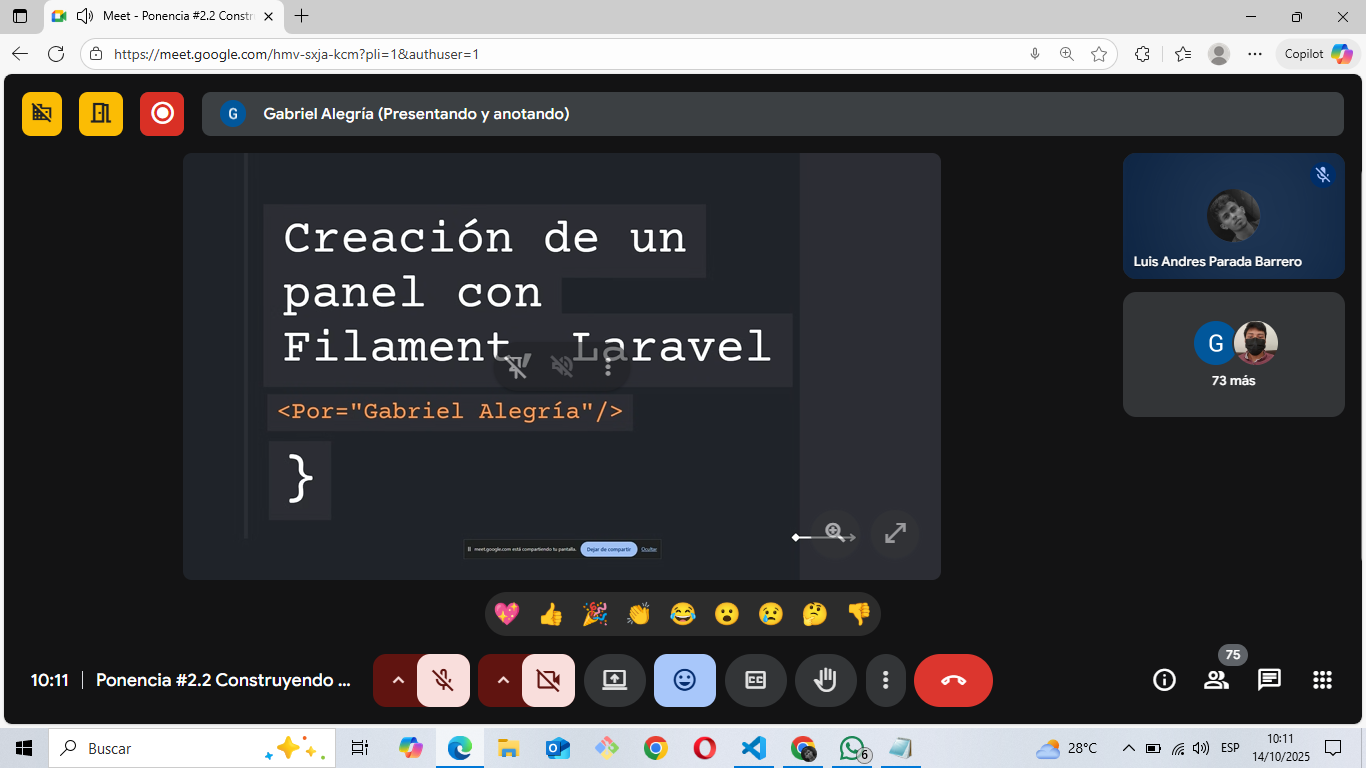 Meet - Ponencia #2.2 Constr
https://meet.google.com/hmv-sxja-kcm?pli=1&authuser=1
Copilot
G
Gabriel Alegría (Presentando y anotando)
Creación de un
panel con
Filament Laravel
<Por="Gabriel Alegría"/>
}
meet.google.com está compartiendo tu pantalla.
Dejar de compartir
Ocultar
Luis Andres Parada Barrero
G
73 más
10:11
Ponencia #2.2 Construyendo ...
CC
75
Buscar
6
28°C
ESP
10:11
14/10/2025